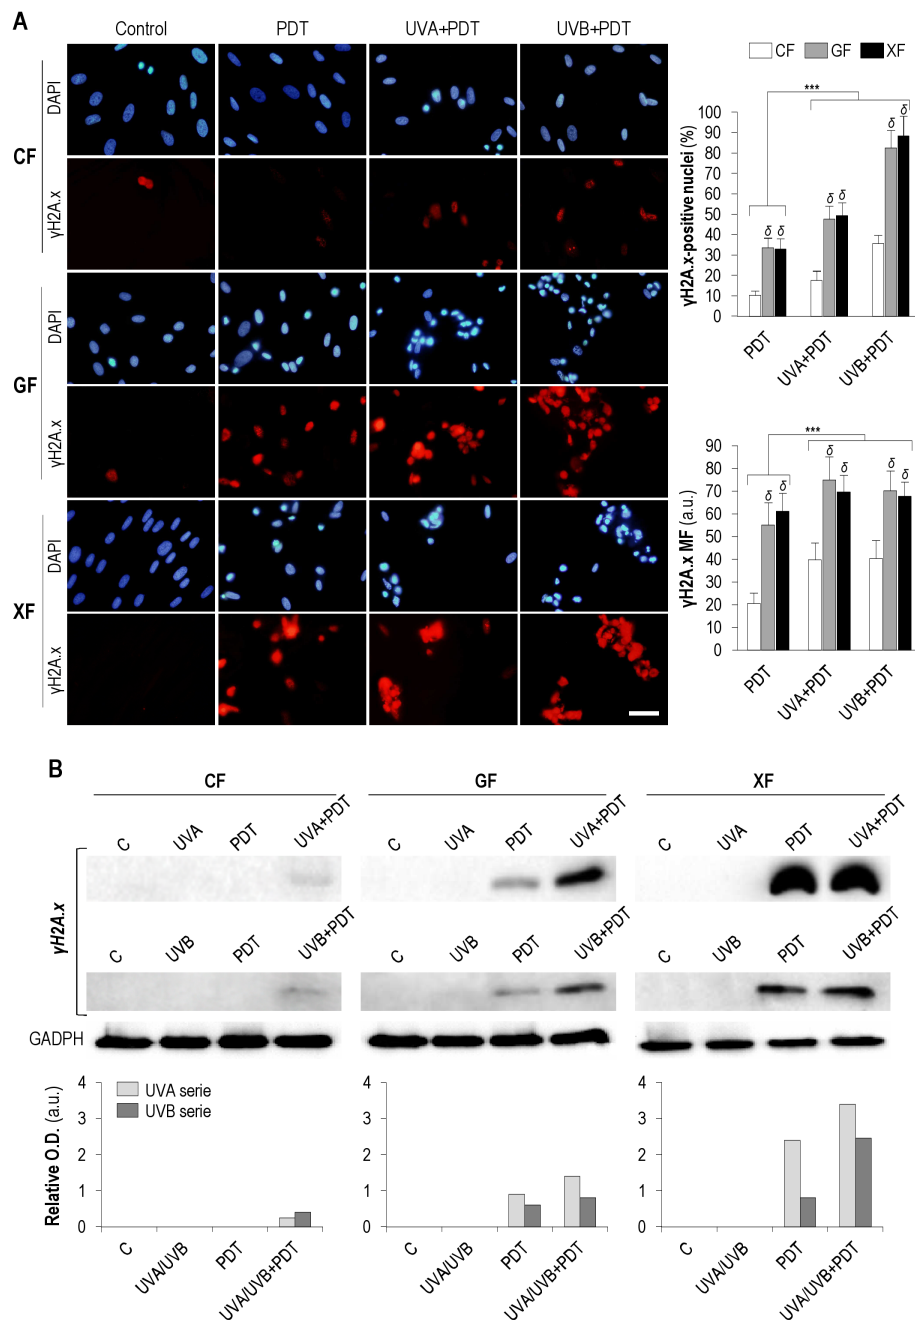 A
Control PDT UVA+PDT UVB+PDT
CF
DAPI
γH2A.x
GF
DAPI
γH2A.x
XF
DAPI
γH2A.x
CF GF XF
γH2A.x-positive nuclei (%)
100
90
80
70
60
50
40
30
20
10
0
***
δ δ δ δ δ δ
PDT UVA+PDT UVB+PDT
γH2A.x MF (a.u.)
90
80
70
60
50
40
30
20
10
0
***
δ δ δ δ δ δ
PDT UVA+PDT UVB+PDT
B
CF GF XF
C UVA PDT UVA+PDT C UVA PDT UVA+PDT C UVA PDT UVA+PDT
γH2A.x
C UVB PDT UVB+PDT C UVB PDT UVB+PDT C UVB PDT UVB+PDT
GADPH
Relative O.D. (a.u.)
4
3
2
1
0
UVA serie
UVB serie
C UVA/UVB PDT UVA/UVB+PDT
4
3
2
1
0
C UVA/UVB PDT UVA/UVB+PDT
4
3
2
1
0
C UVA/UVB PDT UVA/UVB+PDT